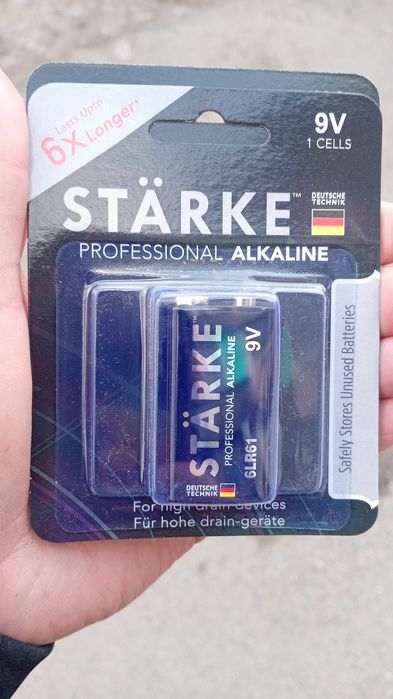 Lasts Upto
6X Longer*
9V
1 CELLS
STÄRKE™
DEUTSCHE
TECHNIK
PROFESSIONAL ALKALINE
Safely Stores Unused Batteries
STÄRKE™
PROFESSIONAL ALKALINE
9V
6LR61
DEUTSCHE
TECHNIK
For high drain devices
Für hohe drain-geräte